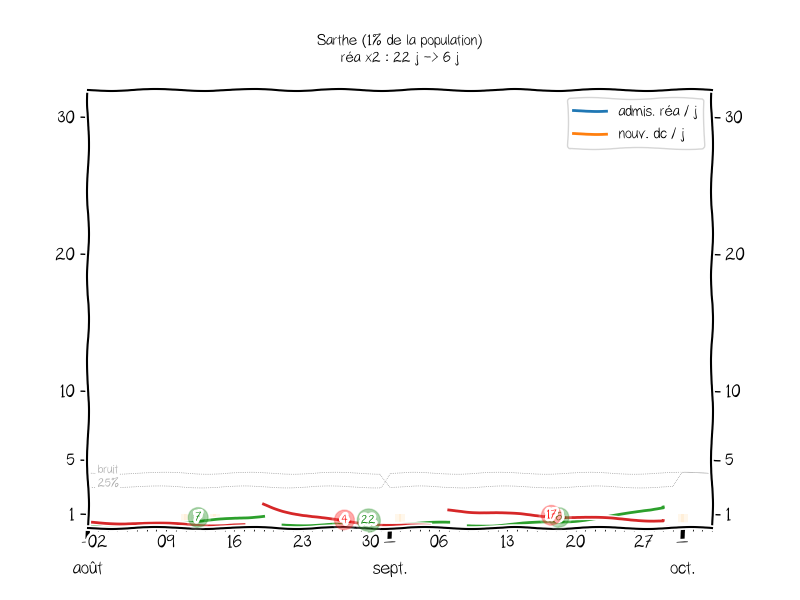 Sarthe (1% de la population)
réa x2 : 22 j -> 6 j
admis. réa / j
nouv. dc / j
30 30
20 20
10 10
5 5
bruit
25%
1 1
7 4 22 17
02 09 16 23 30 06 13 20 27
août sept. oct.